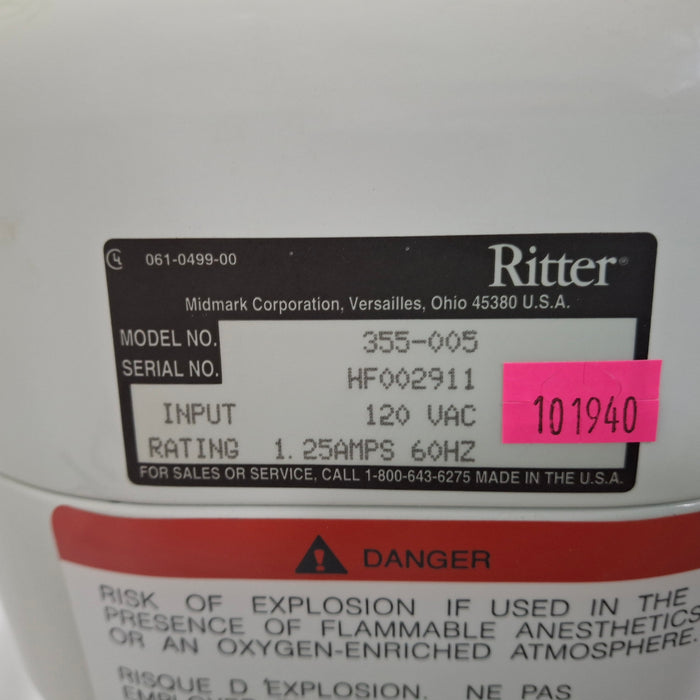 061-0499-00
Ritter®
Midmark Corporation, Versailles, Ohio 45380 U.S.A.
MODEL NO. 355-005
SERIAL NO. WF002911
INPUT 120 VAC
101940
RATING 1.25AMPS 60HZ
FOR SALES OR SERVICE, CALL 1-800-643-6275 MADE IN THE U.S.A.
DANGER
RISK OF EXPLOSION IF USED IN THE
PRESENCE OF FLAMMABLE ANESTHETICS
OR AN OXYGEN-ENRICHED ATMOSPHERE.
RISQUE D'EXPLOSION. NE PAS